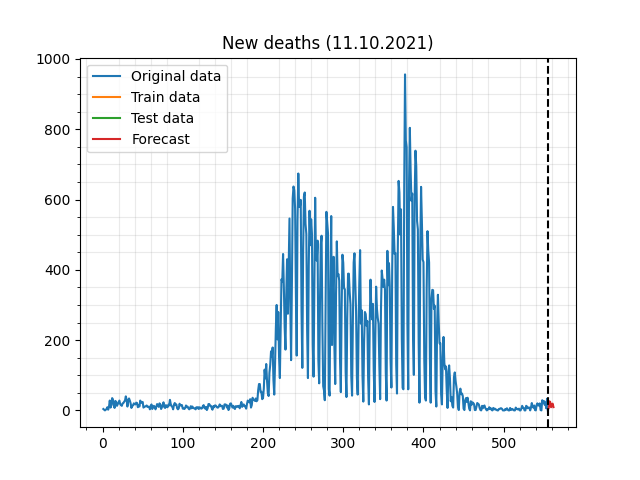 New deaths (11.10.2021)
1000
800
600
400
200
0
Original data
Train data
Test data
Forecast
0 100 200 300 400 500